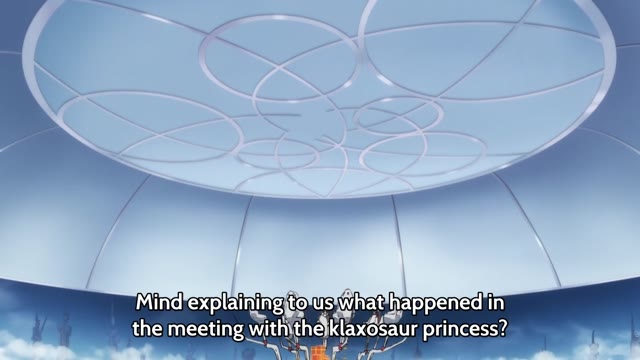 Mind explaining to us what happened in
the meeting with the klaxosaur princess?